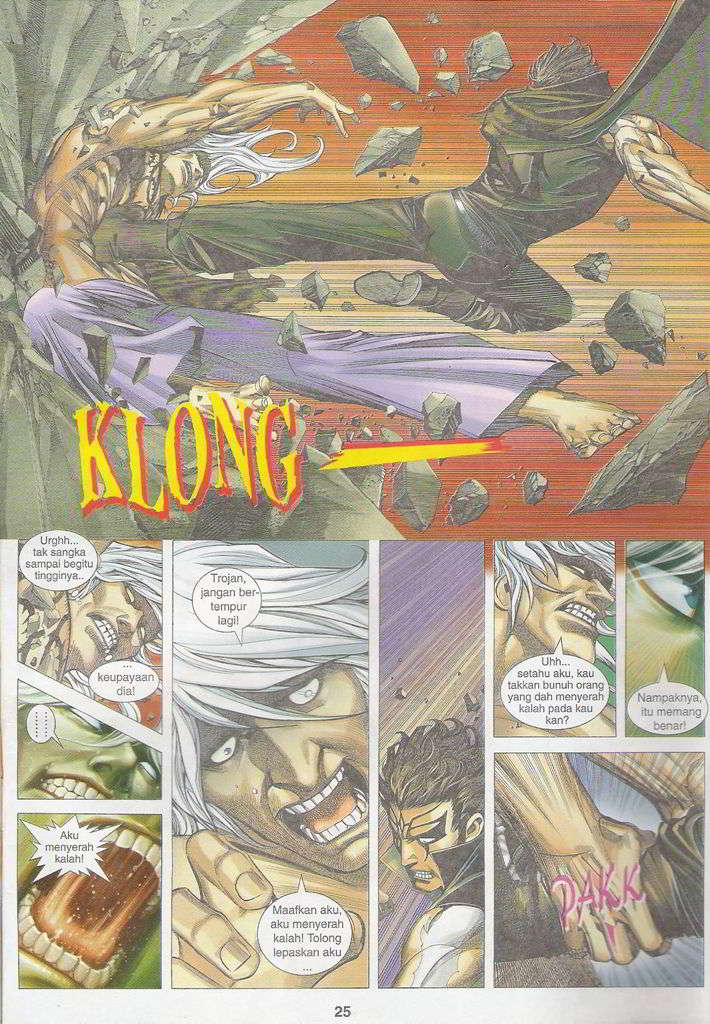 KLONG
Urghh...
tak sangka
sampai begitu
tingginya..
...
keupayaan
dia!
Aku
menyerah
kalah!
Trojan,
jangan ber-
tempur
lagi!
Maafkan aku,
aku menyerah
kalah! Tolong
lepaskan aku
...
Uhh...
setahu aku, kau
takkan bunuh orang
yang dah menyerah
kalah pada kau
kan?
Nampaknya,
itu memang
benar!
PAKK
25